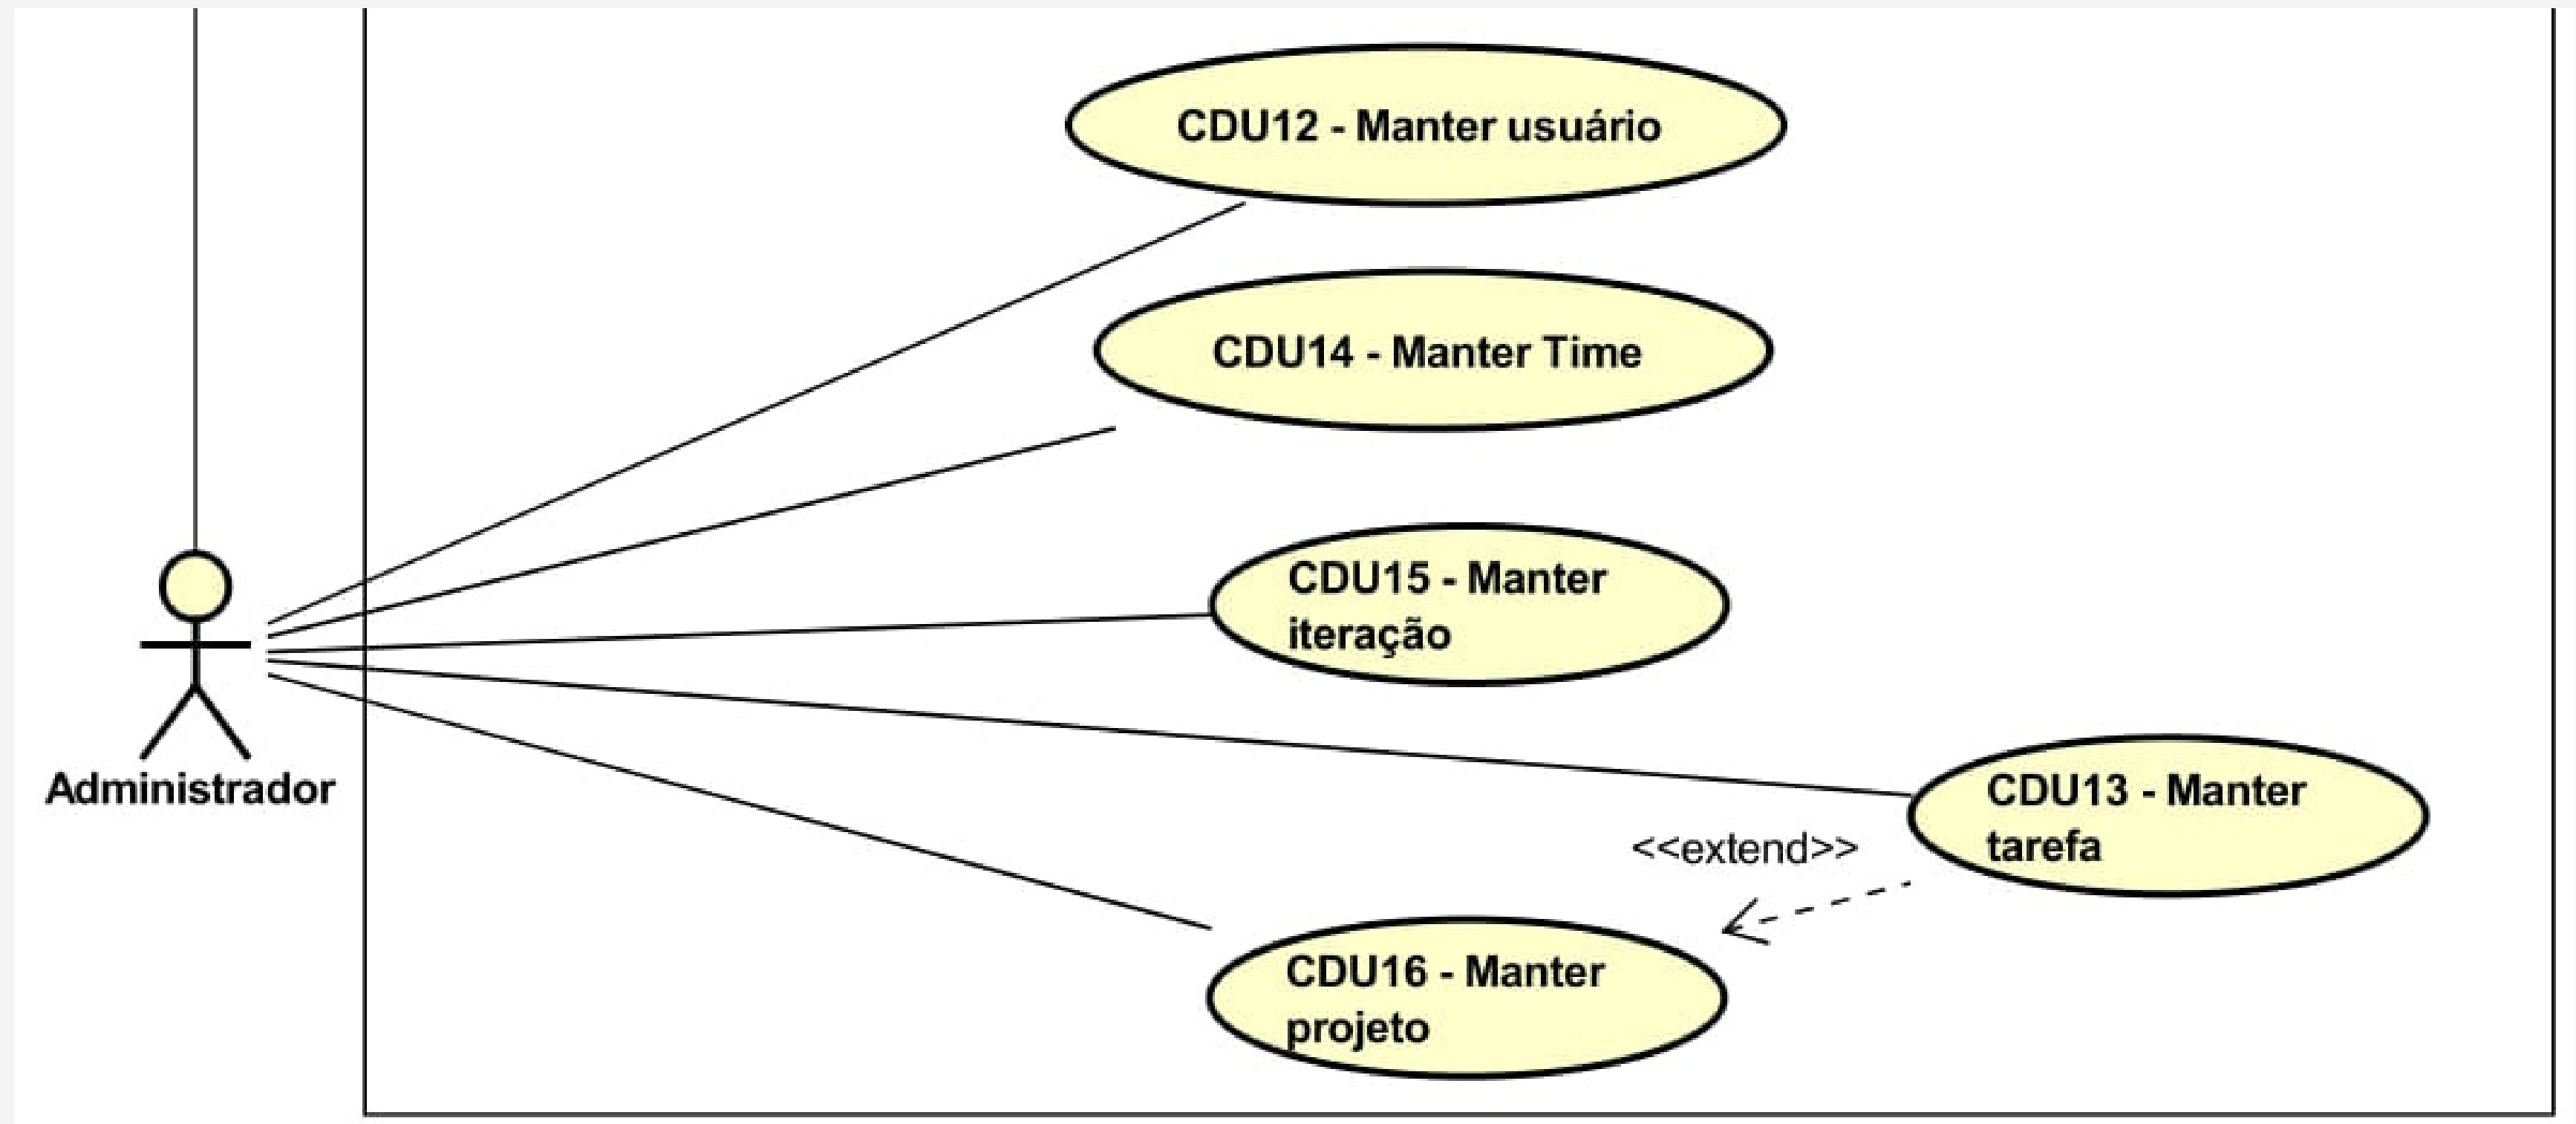 CDU12 - Manter usuário
CDU14 - Manter Time
CDU15 - Manter
iteração
Administrador
CDU13 - Manter
tarefa
<<extend>>
CDU16 - Manter
projeto